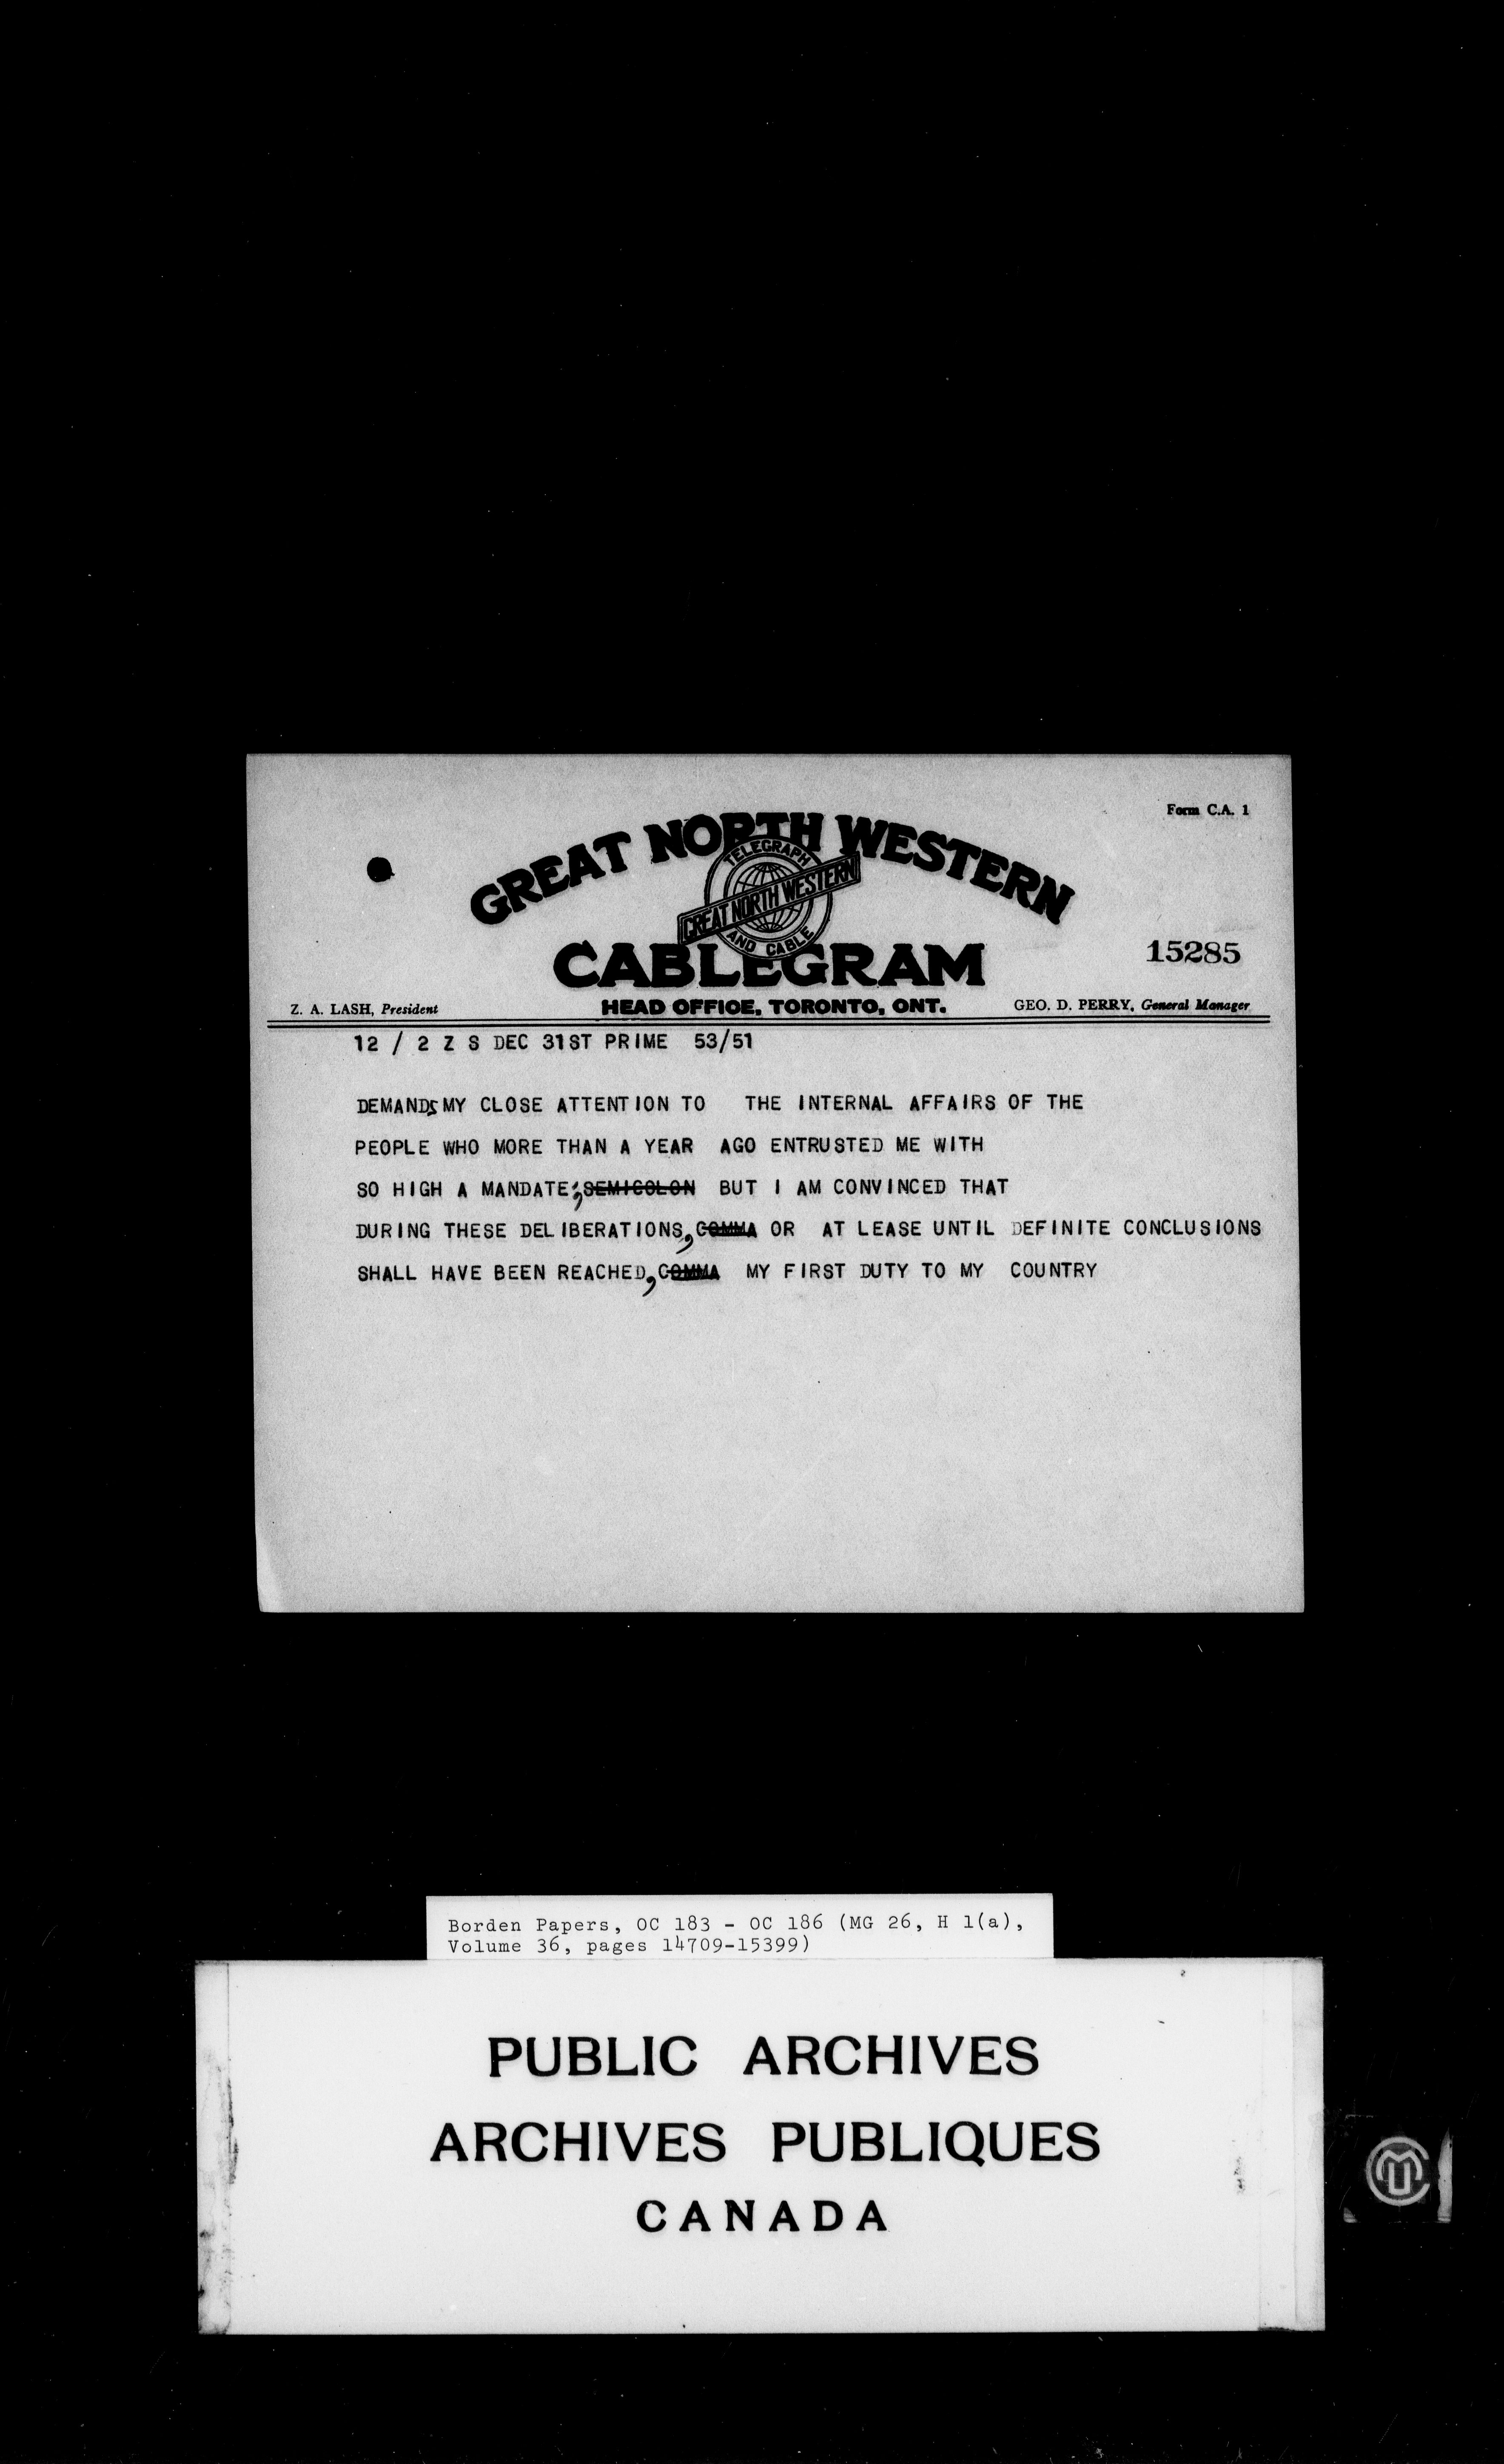 Form C.A. 1
GREAT NORTH WESTERN
TELEGRAPH
GREAT NORTH WESTERN
AND CABLE
CABLEGRAM
15285
Z. A. LASH, President HEAD OFFICE, TORONTO, ONT. GEO. D. PERRY, General Manager
12 / 2 Z S DEC 31ST PRIME 53/51
DEMANDS MY CLOSE ATTENTION TO THE INTERNAL AFFAIRS OF THE
PEOPLE WHO MORE THAN A YEAR AGO ENTRUSTED ME WITH
SO HIGH A MANDATE; SEMICOLON BUT I AM CONVINCED THAT
DURING THESE DELIBERATIONS, COMMA OR AT LEASE UNTIL DEFINITE CONCLUSIONS
SHALL HAVE BEEN REACHED, COMMA MY FIRST DUTY TO MY COUNTRY
Borden Papers, OC 183 - OC 186 (MG 26, H 1(a),
Volume 36, pages 14709-15399)
PUBLIC ARCHIVES
ARCHIVES PUBLIQUES
CANADA